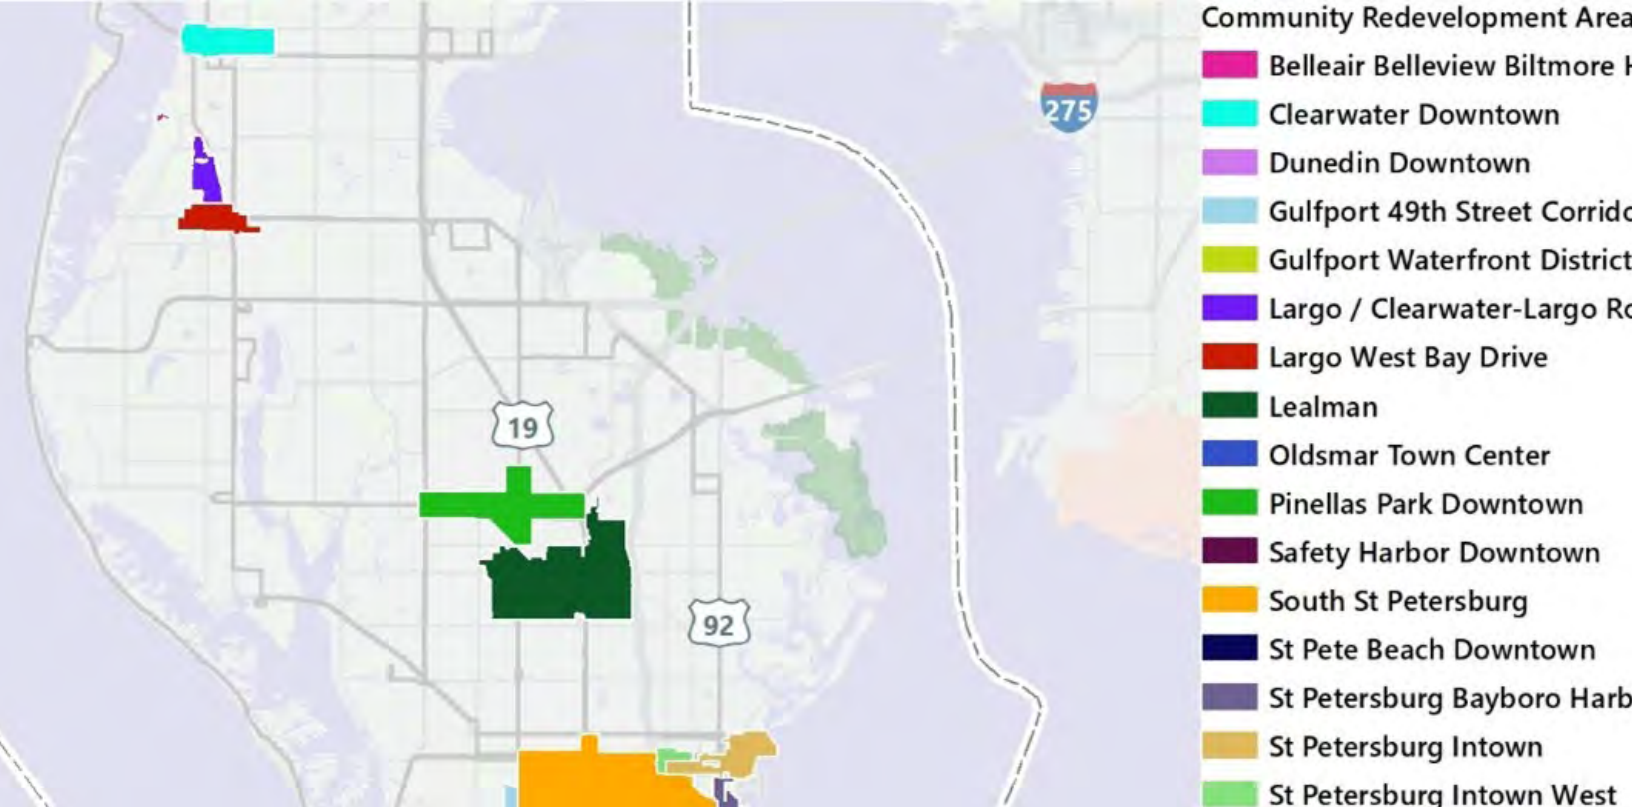 Community Redevelopment Area
Belleair Belleview Biltmore H
Clearwater Downtown
Dunedin Downtown
Gulfport 49th Street Corrido
Gulfport Waterfront District
Largo / Clearwater-Largo Ro
Largo West Bay Drive
Lealman
Oldsmar Town Center
Pinellas Park Downtown
Safety Harbor Downtown
South St Petersburg
St Pete Beach Downtown
St Petersburg Bayboro Harb
St Petersburg Intown
St Petersburg Intown West
275
19
92